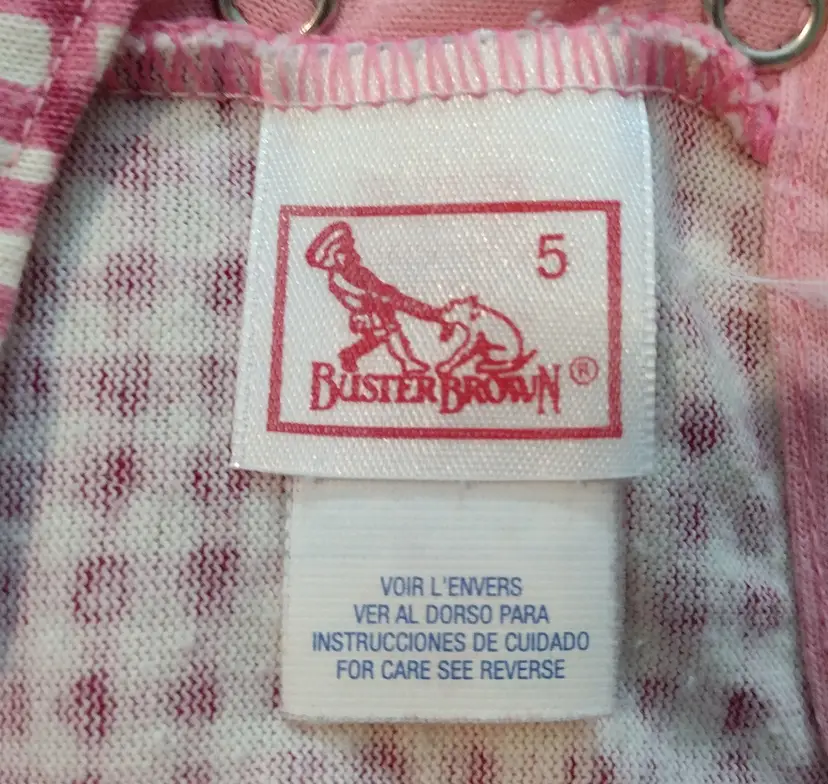 5
BUSTER BROWN ®
VOIR L'ENVERS
VER AL DORSO PARA
INSTRUCCIONES DE CUIDADO
FOR CARE SEE REVERSE